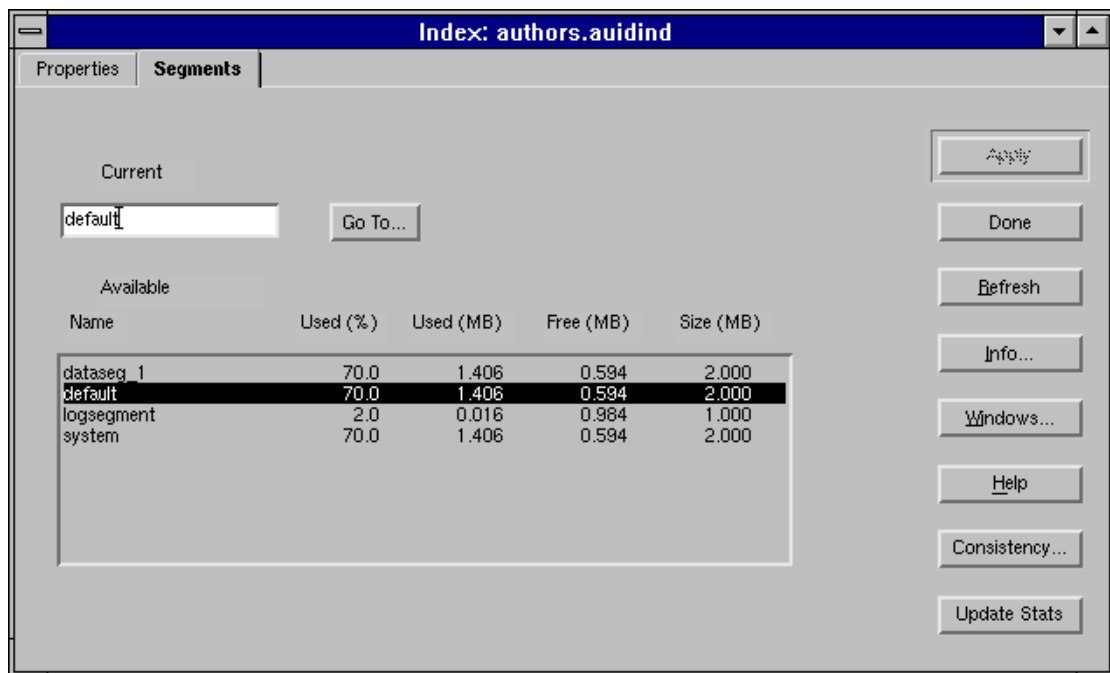 Index: authors.auidind
Properties Segments
Current
Apply
default Go To... Done
Available Refresh
Name Used (%) Used (MB) Free (MB) Size (MB)
Info...
dataseg_1 70.0 1.406 0.594 2.000
default 70.0 1.406 0.594 2.000
logsegment 2.0 0.016 0.984 1.000
Windows...
system 70.0 1.406 0.594 2.000
Help
Consistency...
Update Stats